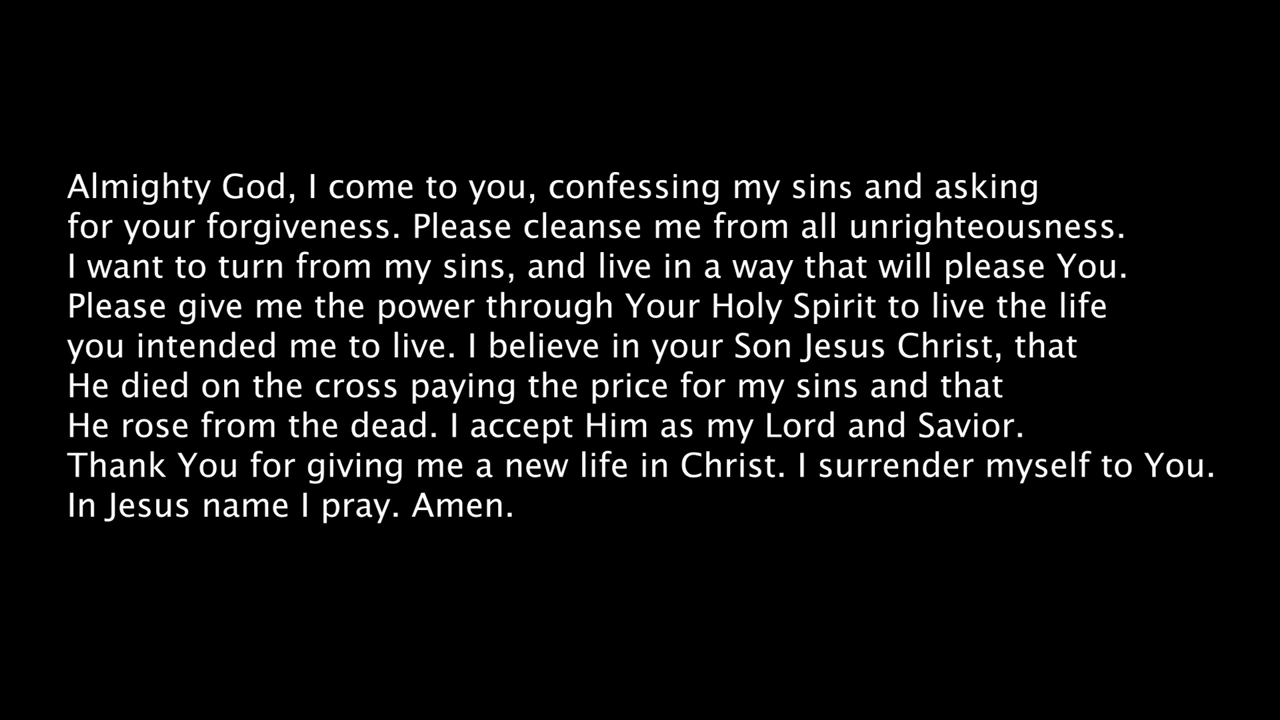 Almighty God, I come to you, confessing my sins and asking
for your forgiveness. Please cleanse me from all unrighteousness.
I want to turn from my sins, and live in a way that will please You.
Please give me the power through Your Holy Spirit to live the life
you intended me to live. I believe in your Son Jesus Christ, that
He died on the cross paying the price for my sins and that
He rose from the dead. I accept Him as my Lord and Savior.
Thank You for giving me a new life in Christ. I surrender myself to You.
In Jesus name I pray. Amen.